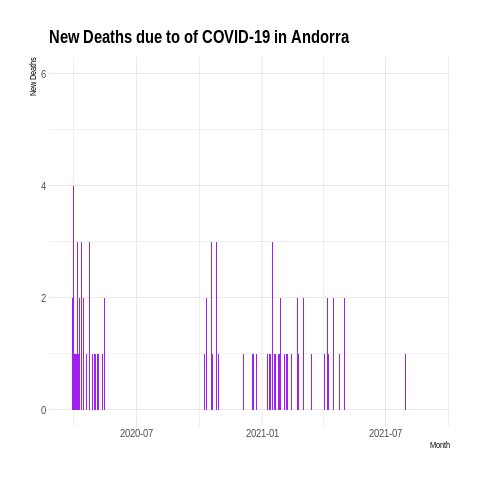 New Deaths due to of COVID-19 in Andorra
New Deaths
6
4
2
0
2020-07
2021-01
2021-07
Month